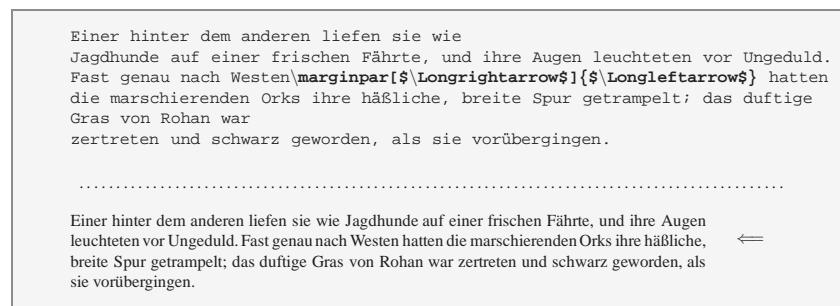 Einer hinter dem anderen liefen sie wie
Jagdhunde auf einer frischen Fährte, und ihre Augen leuchteten vor Ungeduld.
Fast genau nach Westen\marginpar[$\Longrightarrow$]{$\Longleftarrow$} hatten
die marschierenden Orks ihre häßliche, breite Spur getrampelt; das duftige
Gras von Rohan war
zertreten und schwarz geworden, als sie vorübergingen.
Einer hinter dem anderen liefen sie wie Jagdhunde auf einer frischen Fährte, und ihre Augen
leuchteten vor Ungeduld. Fast genau nach Westen hatten die marschierenden Orks ihre häßliche, ⟸
breite Spur getrampelt; das duftige Gras von Rohan war zertreten und schwarz geworden, als
sie vorübergingen.